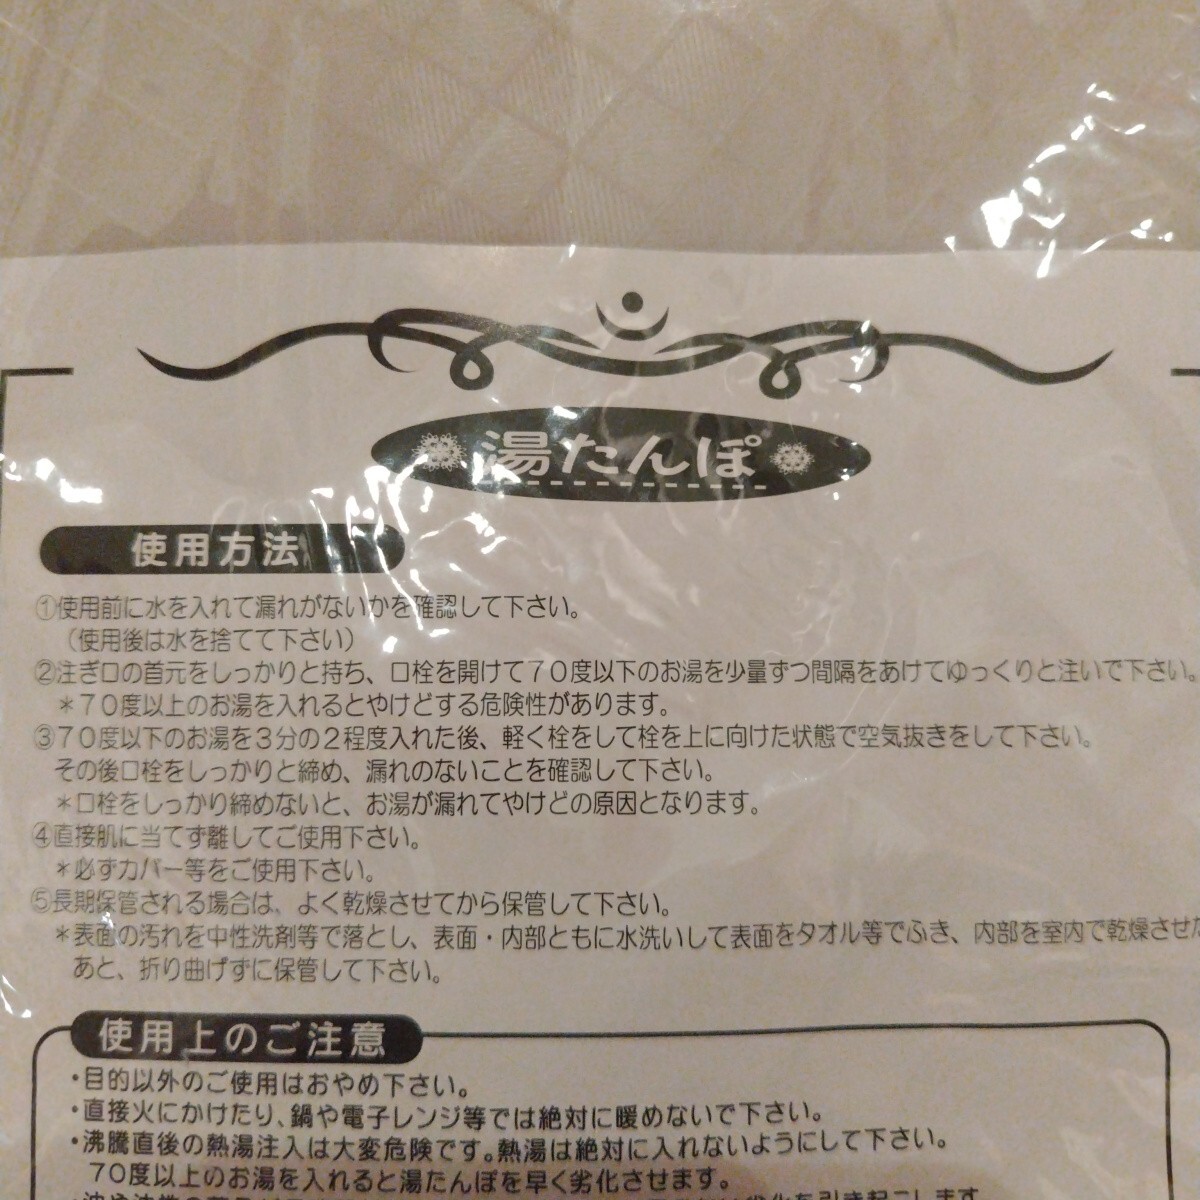 湯たんぽ
使用方法
①使用前に水を入れて漏れがないかを確認して下さい。
（使用後は水を捨てて下さい）
②注ぎ口の首元をしっかりと持ち、口栓を開けて７０度以下のお湯を少量ずつ間隔をあけてゆっくりと注いで下さい。
＊７０度以上のお湯を入れるとやけどする危険性があります。
③７０度以下のお湯を３分の２程度入れた後、軽く栓をして栓を上に向けた状態で空気抜きをして下さい。
その後口栓をしっかりと締め、漏れのないことを確認して下さい。
＊口栓をしっかり締めないと、お湯が漏れてやけどの原因となります。
④直接肌に当てず離してご使用下さい。
＊必ずカバー等をご使用下さい。
⑤長期保管される場合は、よく乾燥させてから保管して下さい。
＊表面の汚れを中性洗剤等で落とし、表面・内部ともに水洗いして表面をタオル等でふき、内部を室内で乾燥させた
あと、折り曲げずに保管して下さい。
使用上のご注意
・目的以外のご使用はおやめ下さい。
・直接火にかけたり、鍋や電子レンジ等では絶対に暖めないで下さい。
・沸騰直後の熱湯注入は大変危険です。熱湯は絶対に入れないようにして下さい。
７０度以上のお湯を入れると湯たんぽを早く劣化させます。